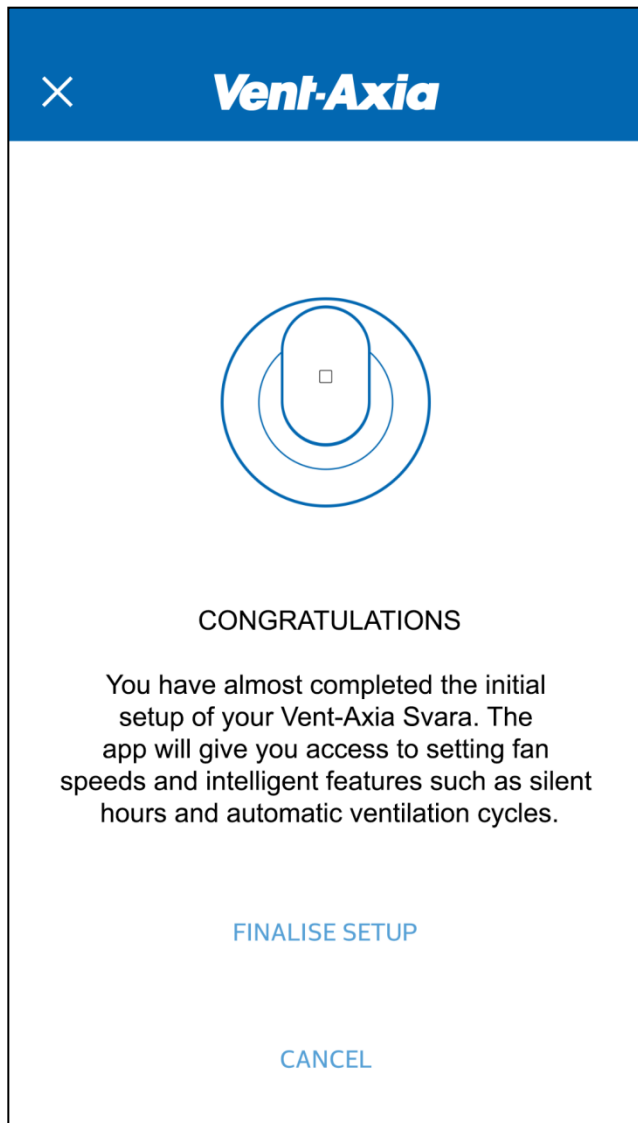 Vent-Axia
CONGRATULATIONS
You have almost completed the initial
setup of your Vent-Axia Svara. The
app will give you access to setting fan
speeds and intelligent features such as silent
hours and automatic ventilation cycles.
FINALISE SETUP
CANCEL